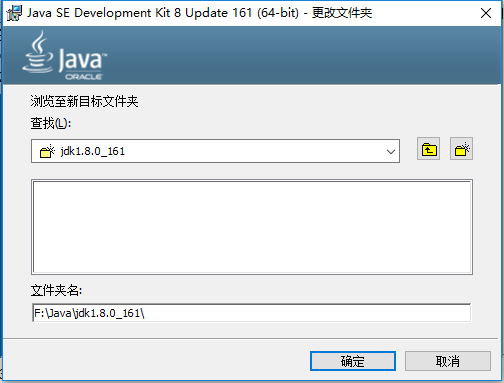 Java SE Development Kit 8 Update 161 (64-bit) - 更改文件夹
Java™
ORACLE
浏览至新目标文件夹
查找(L):
jdk1.8.0_161
文件夹名:
F:\Java\jdk1.8.0_161\
确定
取消